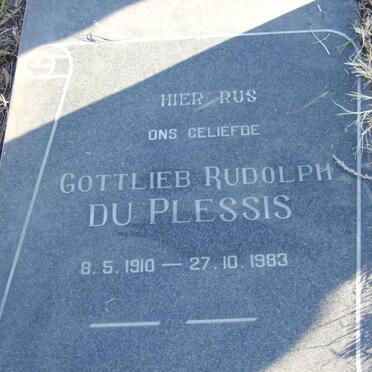 HIER RUS
ONS GELIEFDE
GOTTLIEB RUDOLPH
DU PLESSIS
8. 5. 1910 — 27. 10. 1983